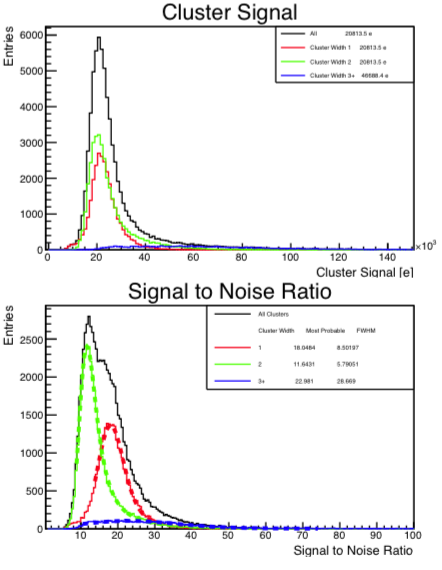 Cluster Signal
Entries
6000
5000
4000
3000
2000
1000
0
All 20813.5 e
Cluster Width 1 20813.5 e
Cluster Width 2 20813.5 e
Cluster Width 3+ 46688.4 e
0 20 40 60 80 100 120 140 ×10³
Cluster Signal [e]
Signal to Noise Ratio
Entries
2500
2000
1500
1000
500
0
All Clusters
Cluster Width Most Probable FWHM
1 18.0484 8.50197
2 11.6431 5.79051
3+ 22.981 28.669
0 10 20 30 40 50 60 70 80 90 100
Signal to Noise Ratio